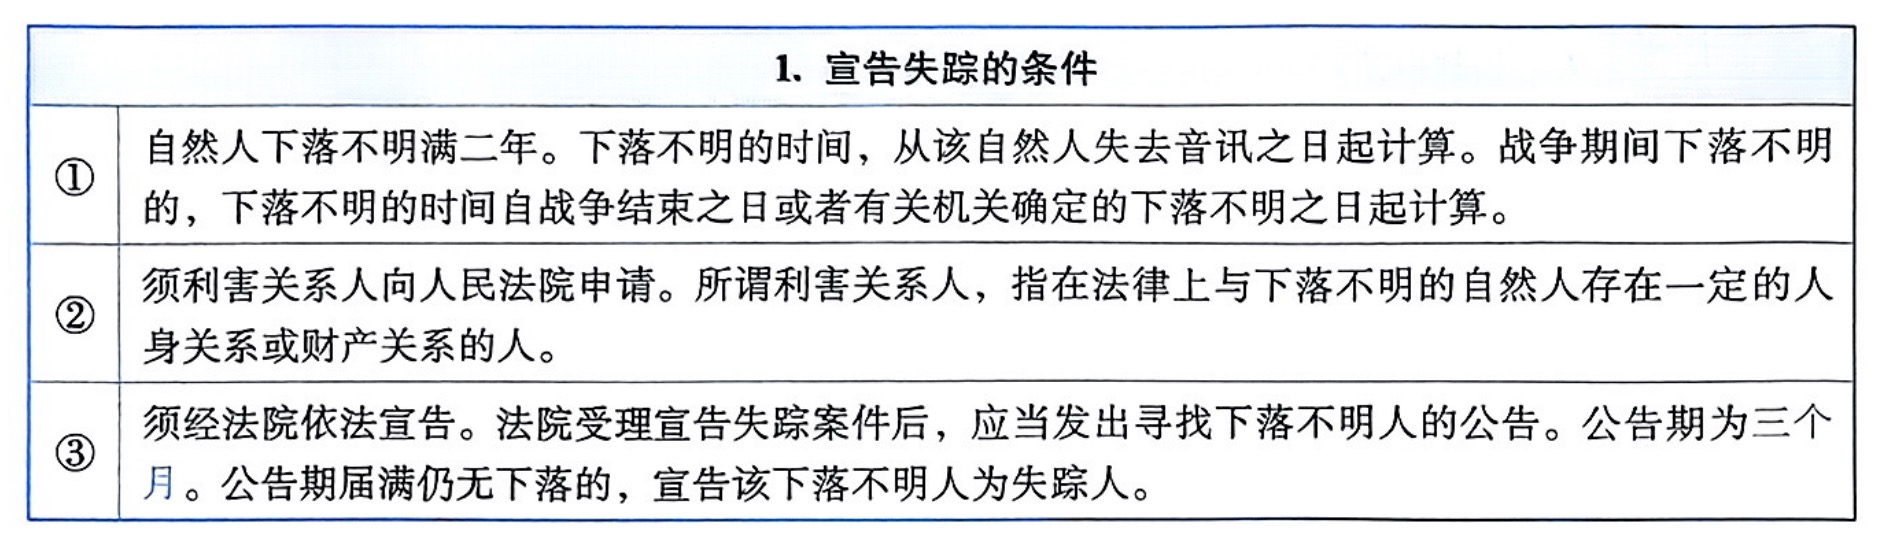 1. 宣告失踪的条件
①
自然人下落不明满二年。下落不明的时间，从该自然人失去音讯之日起计算。战争期间下落不明
的，下落不明的时间自战争结束之日或者有关机关确定的下落不明之日起计算。
②
须利害关系人向人民法院申请。所谓利害关系人，指在法律上与下落不明的自然人存在一定的人
身关系或财产关系的人。
③
须经法院依法宣告。法院受理宣告失踪案件后，应当发出寻找下落不明人的公告。公告期为三个
月。公告期届满仍无下落的，宣告该下落不明人为失踪人。